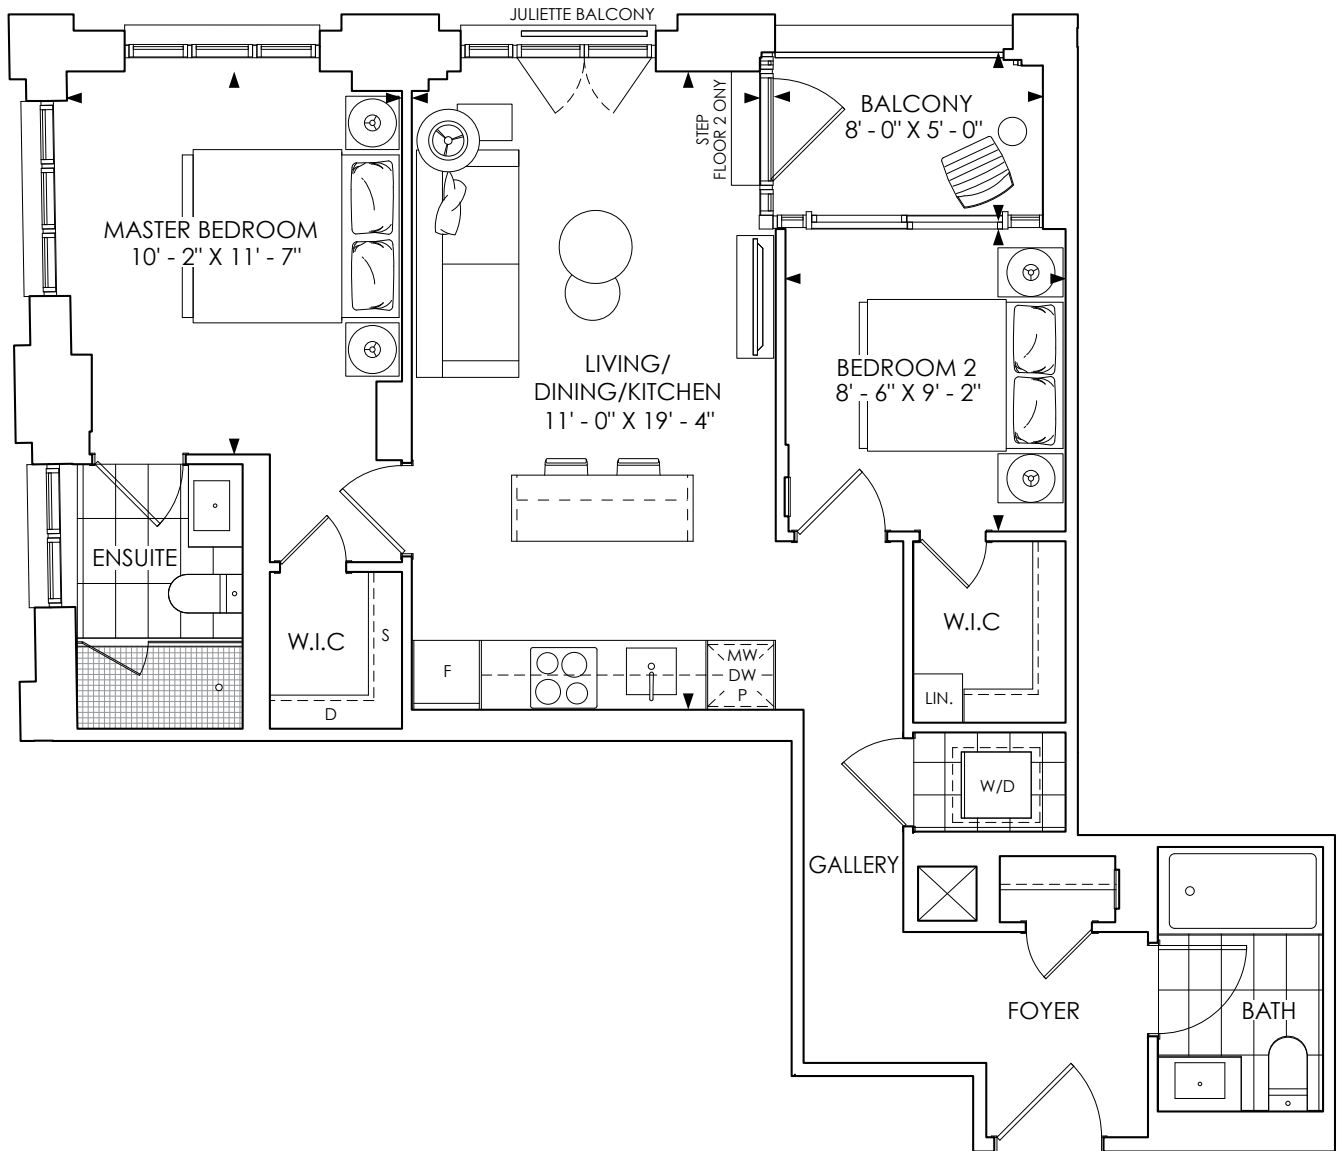 JULIETTE BALCONY
STEP
FLOOR 2 ONY
BALCONY
8' - 0" X 5' - 0"
MASTER BEDROOM
10' - 2" X 11' - 7"
LIVING/
DINING/KITCHEN
11' - 0" X 19' - 4"
BEDROOM 2
8' - 6" X 9' - 2"
ENSUITE
W.I.C
S
D
F
MW
DW
P
W.I.C
LIN.
W/D
GALLERY
FOYER
BATH